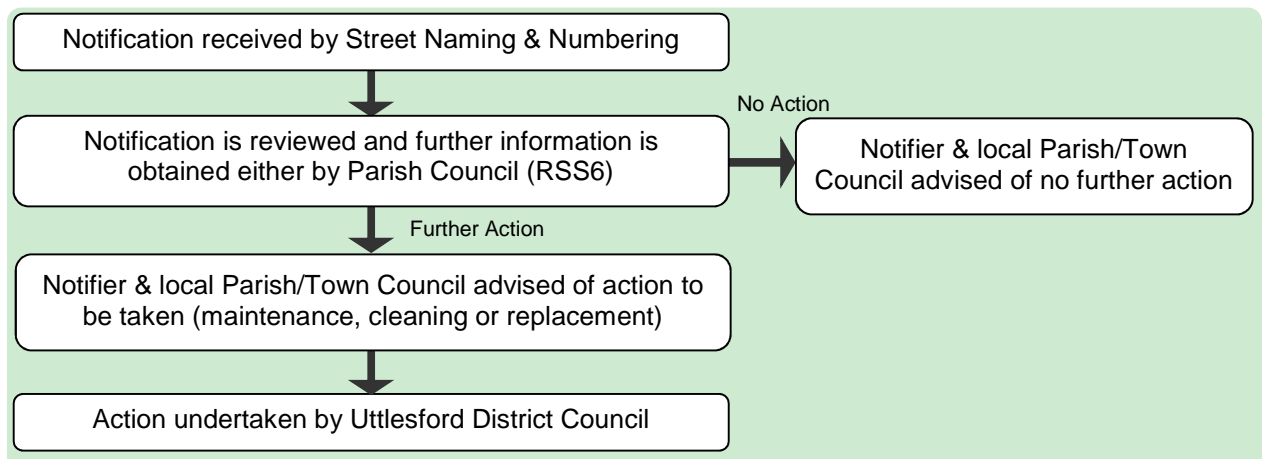 Notification received by Street Naming & Numbering
No Action
Notification is reviewed and further information is
obtained either by Parish Council (RSS6)
Notifier & local Parish/Town
Council advised of no further action
Further Action
Notifier & local Parish/Town Council advised of action to
be taken (maintenance, cleaning or replacement)
Action undertaken by Uttlesford District Council